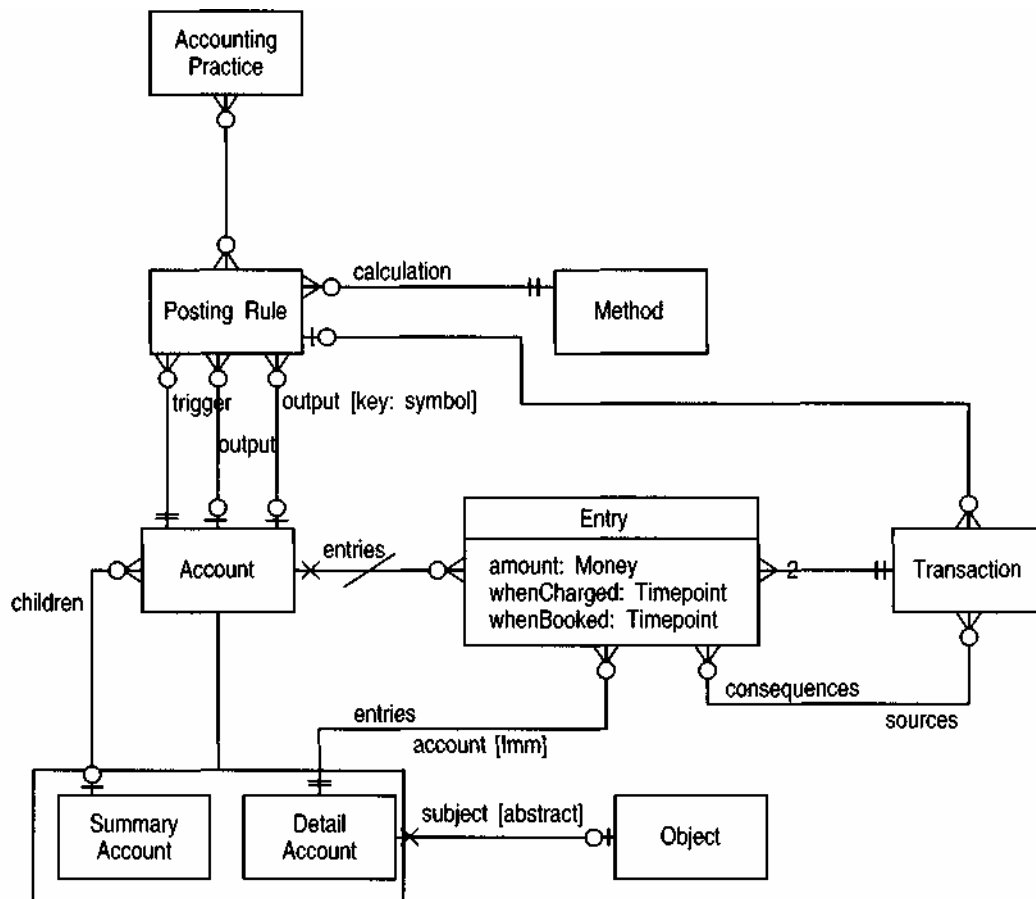 Accounting
Practice
calculation
Posting Rule
Method
trigger
output [key: symbol]
output
Entry
entries
Account
amount: Money
whenCharged: Timepoint
whenBooked: Timepoint
2
Transaction
children
consequences
sources
entries
account [Imm]
Summary
Account
Detail
Account
subject [abstract]
Object